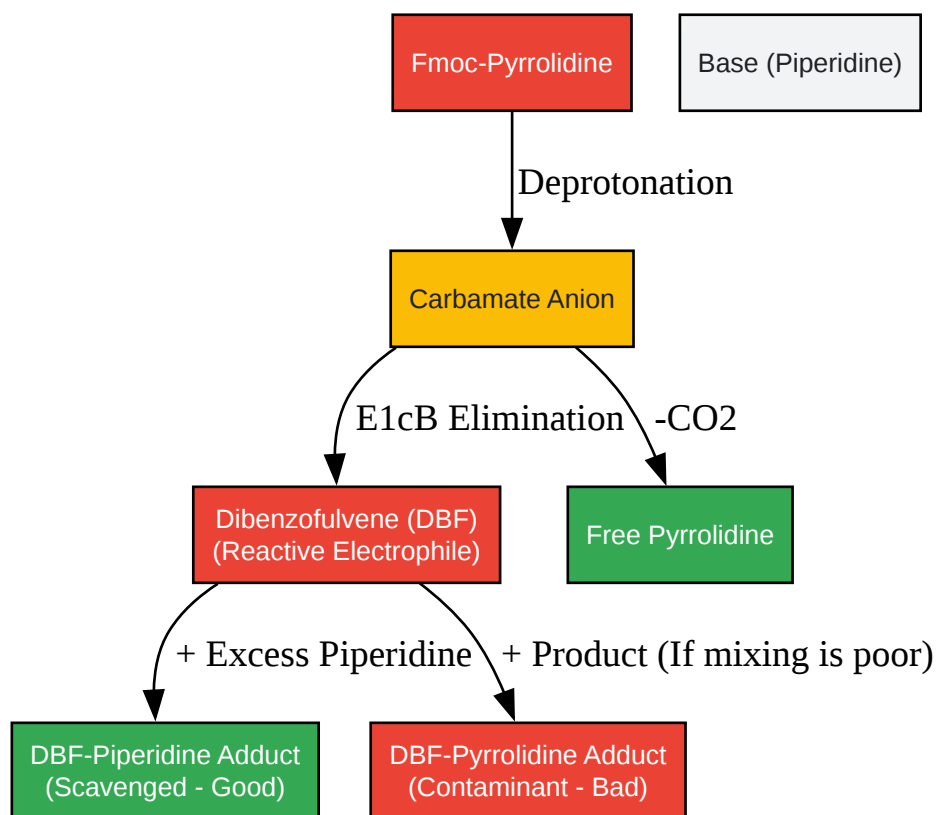 Fmoc-Pyrrolidine
Base (Piperidine)
Deprotonation
Carbamate Anion
E1cB Elimination
-CO2
Dibenzofulvene (DBF)
(Reactive Electrophile)
Free Pyrrolidine
+ Excess Piperidine
+ Product (If mixing is poor)
DBF-Piperidine Adduct
(Scavenged - Good)
DBF-Pyrrolidine Adduct
(Contaminant - Bad)